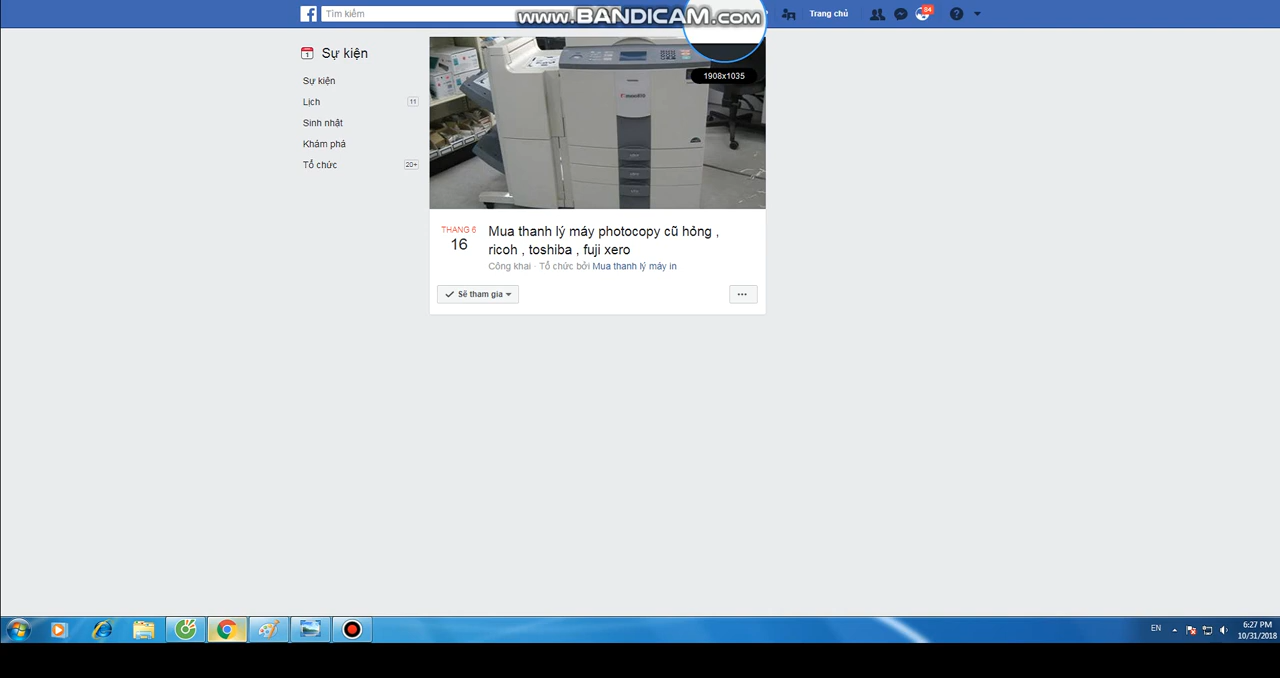 Tìm kiếm
www.BANDICAM.com
Trang chủ
84
1908x1035
Sự kiện
Sự kiện
Lịch
11
Sinh nhật
Khám phá
Tổ chức
20+
THÁNG 6
16
Mua thanh lý máy photocopy cũ hỏng ,
ricoh , toshiba , fuji xero
Công khai · Tổ chức bởi Mua thanh lý máy in
Sẽ tham gia
EN
6:27 PM
10/31/2018